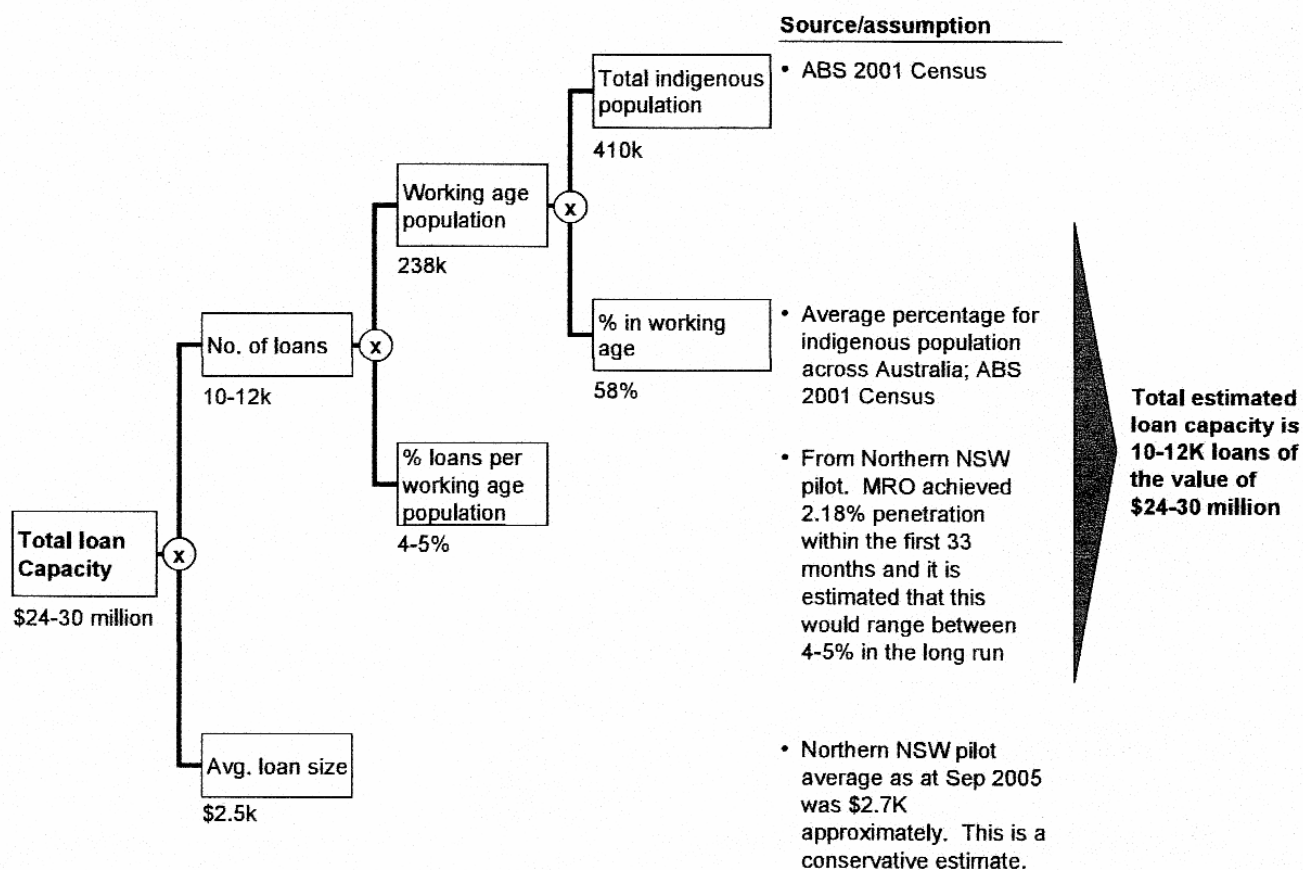 Source/assumption
Total indigenous
population
410k
• ABS 2001 Census
Working age
population
238k
x
No. of loans
10-12k
x
% in working
age
58%
• Average percentage for
indigenous population
across Australia; ABS
2001 Census
% loans per
working age
population
4-5%
• From Northern NSW
pilot. MRO achieved
2.18% penetration
within the first 33
months and it is
estimated that this
would range between
4-5% in the long run
Total estimated
loan capacity is
10-12K loans of
the value of
$24-30 million
Total loan
Capacity
$24-30 million
x
Avg. loan size
$2.5k
• Northern NSW pilot
average as at Sep 2005
was $2.7K
approximately. This is a
conservative estimate.